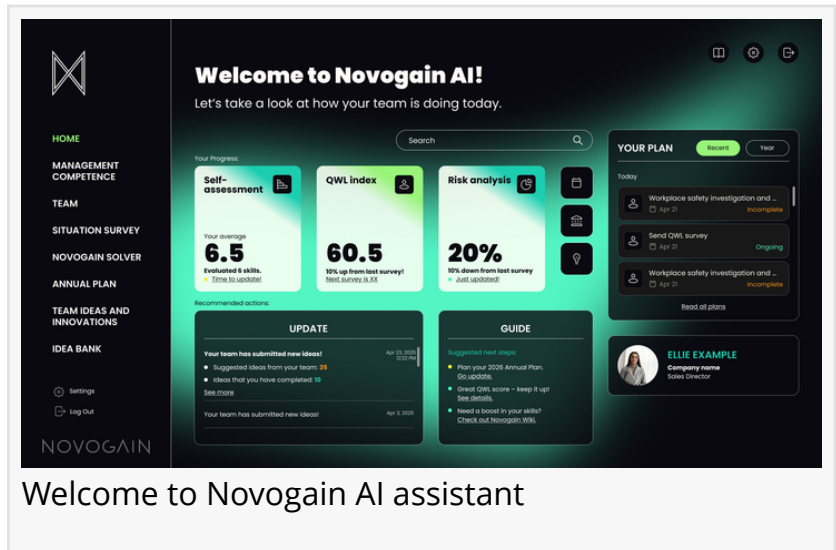 Welcome to Novogain AI!
Let's take a look at how your team is doing today.
Search
HOME
MANAGEMENT
COMPETENCE
TEAM
SITUATION SURVEY
NOVOGAIN SOLVER
ANNUAL PLAN
TEAM IDEAS AND
INNOVATIONS
IDEA BANK
Settings
Log Out
NOVOGAIN
Your Progress:
Self-
assessment
Your average
6.5
Evaluated 6 skills.
Time to update!
QWL index
60.5
10% up from last survey!
Next survey is XX
Risk analysis
20%
10% down from last survey
Just updated!
Recommended actions:
UPDATE
Your team has submitted new ideas!
Apr 23, 2025
12:22 PM
Suggested ideas from your team: 35
Ideas that you have completed: 10
See more
Your team has submitted new ideas!
Apr 3, 2025
GUIDE
Suggested next steps:
Plan your 2026 Annual Plan.
Go update.
Great QWL score – keep it up!
See details.
Need a boost in your skills?
Check out Novogain Wiki.
YOUR PLAN
Recent
Year
Today
Workplace safety investigation and ...
Apr 21
Incomplete
Send QWL survey
Apr 21
Ongoing
Workplace safety investigation and ...
Apr 21
Incomplete
Read all plans
ELLIE EXAMPLE
Company name
Sales Director
Welcome to Novogain AI assistant